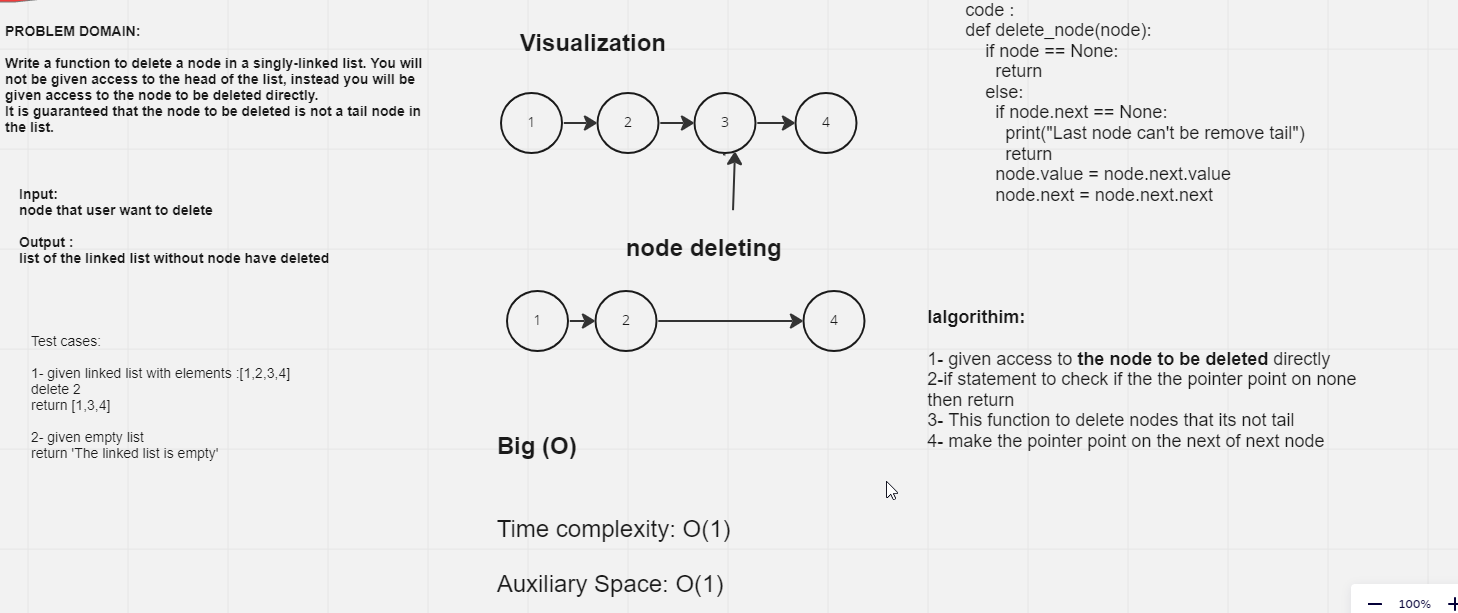 PROBLEM DOMAIN:
Write a function to delete a node in a singly-linked list. You will
not be given access to the head of the list, instead you will be
given access to the node to be deleted directly.
It is guaranteed that the node to be deleted is not a tail node in
the list.
Input:
node that user want to delete
Output :
list of the linked list without node have deleted
Test cases:
1- given linked list with elements :[1,2,3,4]
delete 2
return [1,3,4]
2- given empty list
return 'The linked list is empty'
Visualization
1 2 3 4
node deleting
1 2 4
Big (O)
Time complexity: O(1)
Auxiliary Space: O(1)
code :
def delete_node(node):
if node == None:
return
else:
if node.next == None:
print("Last node can't be remove tail")
return
node.value = node.next.value
node.next = node.next.next
lalgorithim:
1- given access to the node to be deleted directly
2-if statement to check if the the pointer point on none
then return
3- This function to delete nodes that its not tail
4- make the pointer point on the next of next node
100%